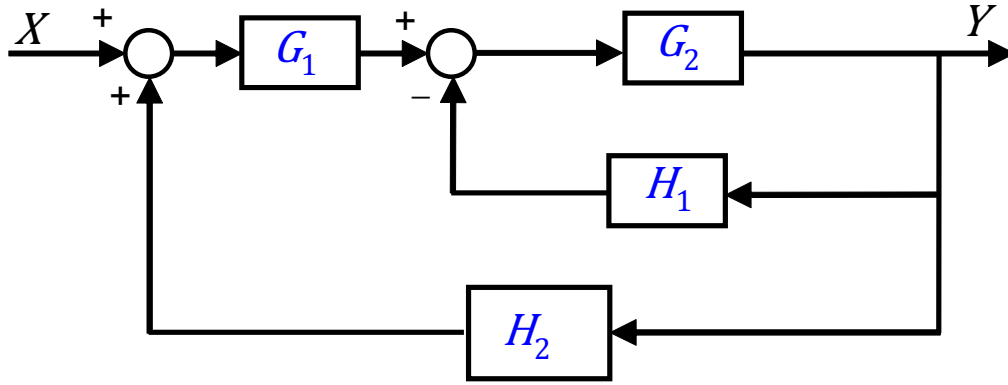 X + G₁ + G₂ Y
+ −
H₁
H₂